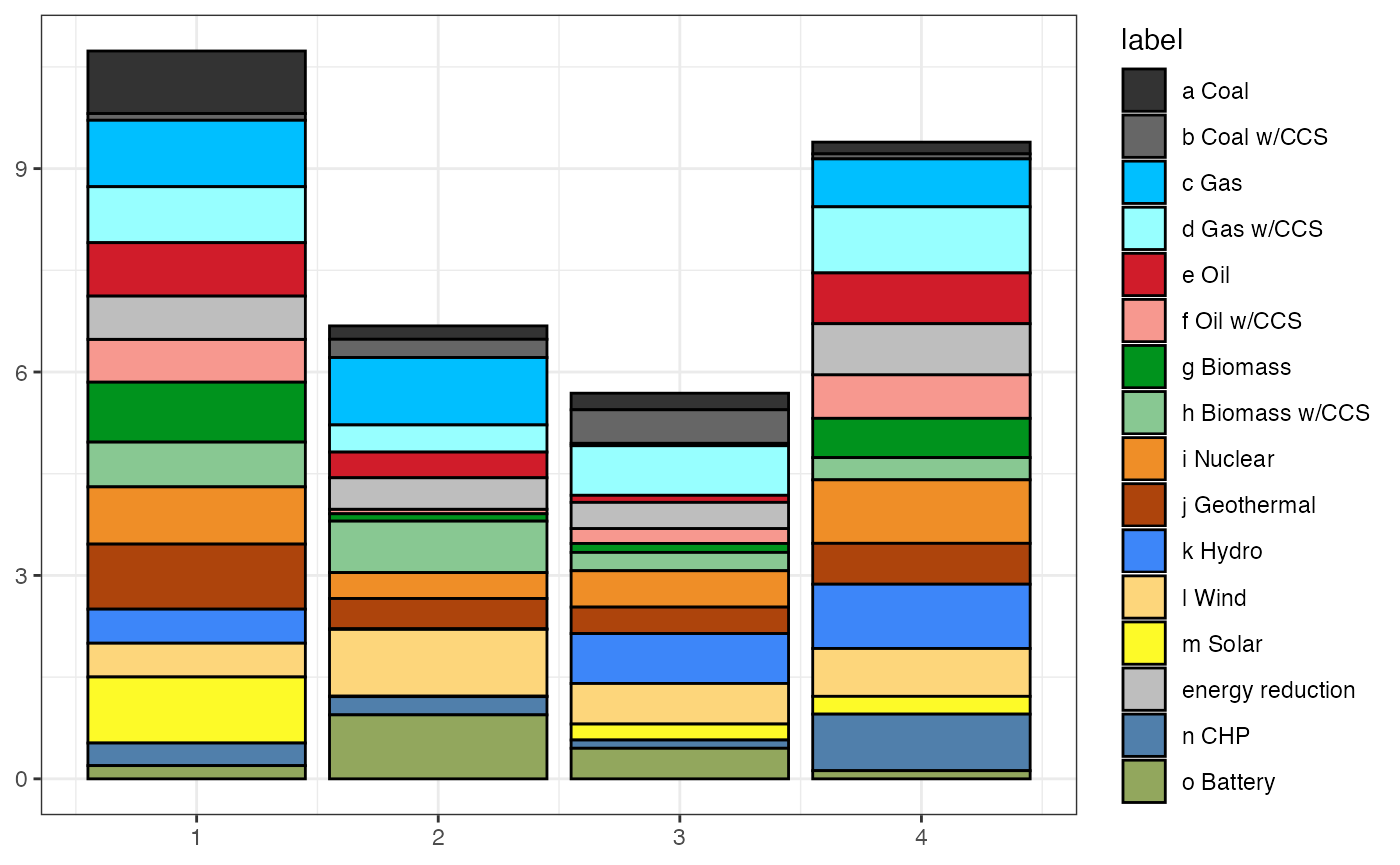 label
a Coal
b Coal w/CCS
c Gas
d Gas w/CCS
e Oil
f Oil w/CCS
g Biomass
h Biomass w/CCS
i Nuclear
j Geothermal
k Hydro
l Wind
m Solar
energy reduction
n CHP
o Battery
9
6
3
0
1 2 3 4